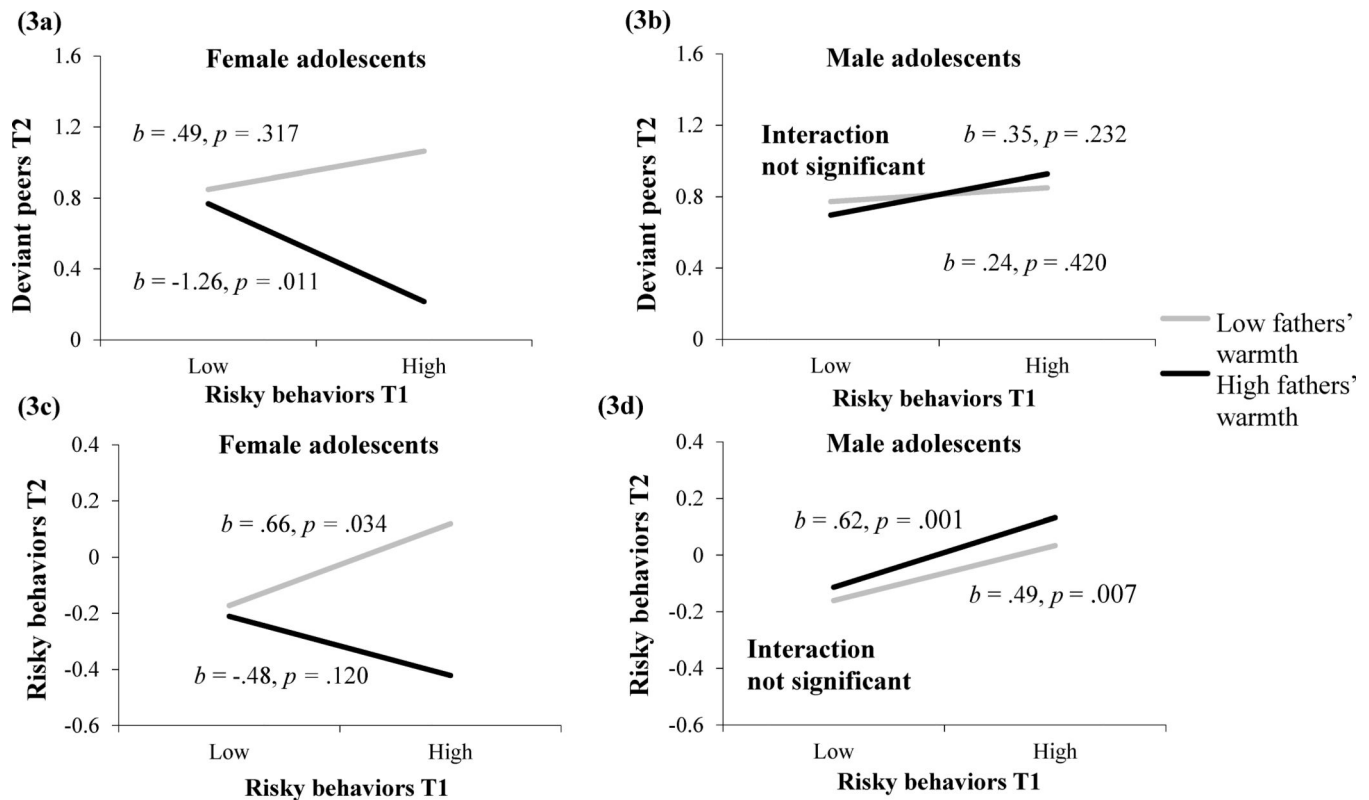 (3a)
Female adolescents
1.6
1.2
0.8
0.4
0
Deviant peers T2
b = .49, p = .317
b = -1.26, p = .011
Low
High
Risky behaviors T1
(3b)
Male adolescents
1.6
1.2
0.8
0.4
0
Deviant peers T2
Interaction
not significant
b = .35, p = .232
b = .24, p = .420
Low
High
Risky behaviors T1
Low fathers’
warmth
High fathers’
warmth
(3c)
Female adolescents
0.4
0.2
0
-0.2
-0.4
-0.6
Risky behaviors T2
b = .66, p = .034
b = -.48, p = .120
Low
High
Risky behaviors T1
(3d)
Male adolescents
0.4
0.2
0
-0.2
-0.4
-0.6
Risky behaviors T2
b = .62, p = .001
b = .49, p = .007
Interaction
not significant
Low
High
Risky behaviors T1